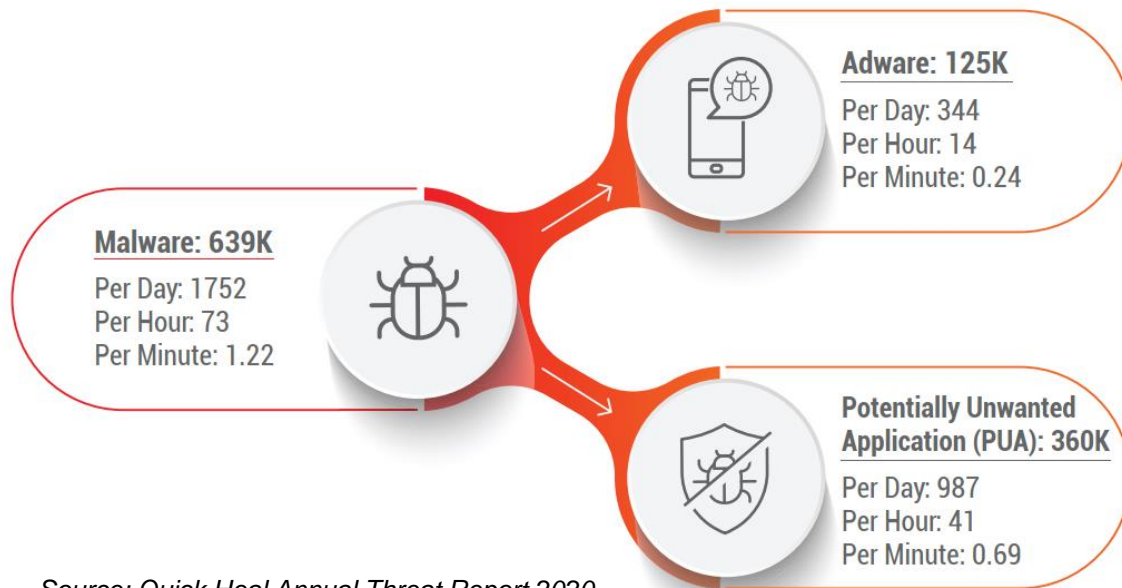 Malware: 639K
Per Day: 1752
Per Hour: 73
Per Minute: 1.22
Adware: 125K
Per Day: 344
Per Hour: 14
Per Minute: 0.24
Potentially Unwanted
Application (PUA): 360K
Per Day: 987
Per Hour: 41
Per Minute: 0.69
Source: Quick Heal Annual Threat Report 2020